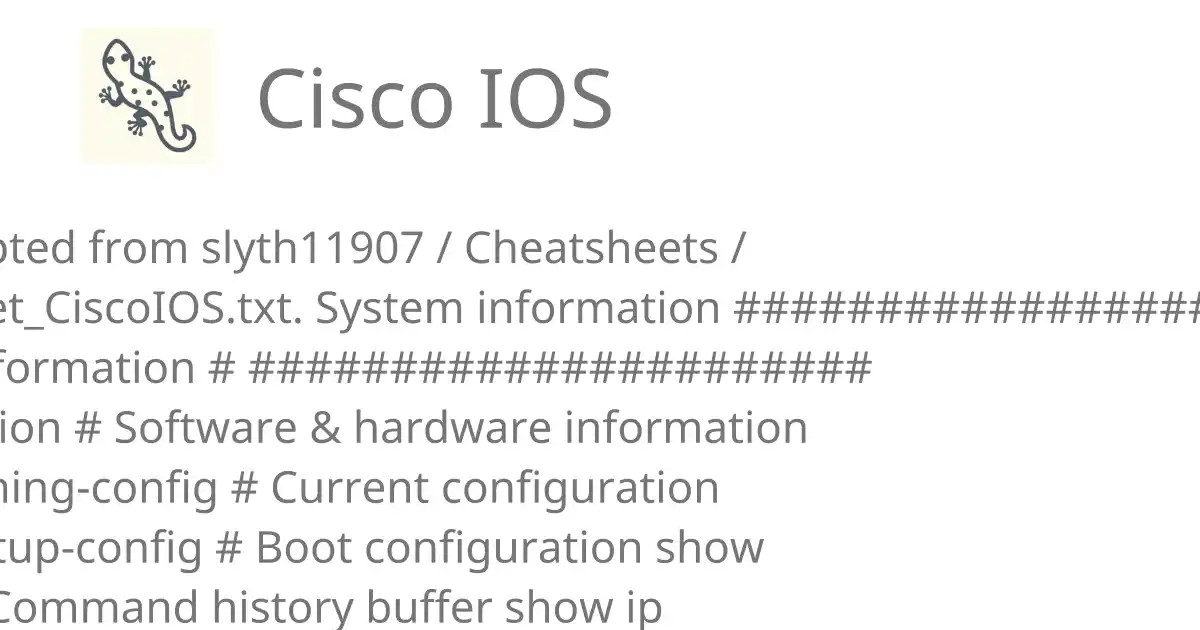 Cisco IOS
pted from slyth11907 / Cheatsheets /
et_CiscoIOS.txt. System information #################
formation # ######################
ion # Software & hardware information
ning-config # Current configuration
tup-config # Boot configuration show
Command history buffer show ip